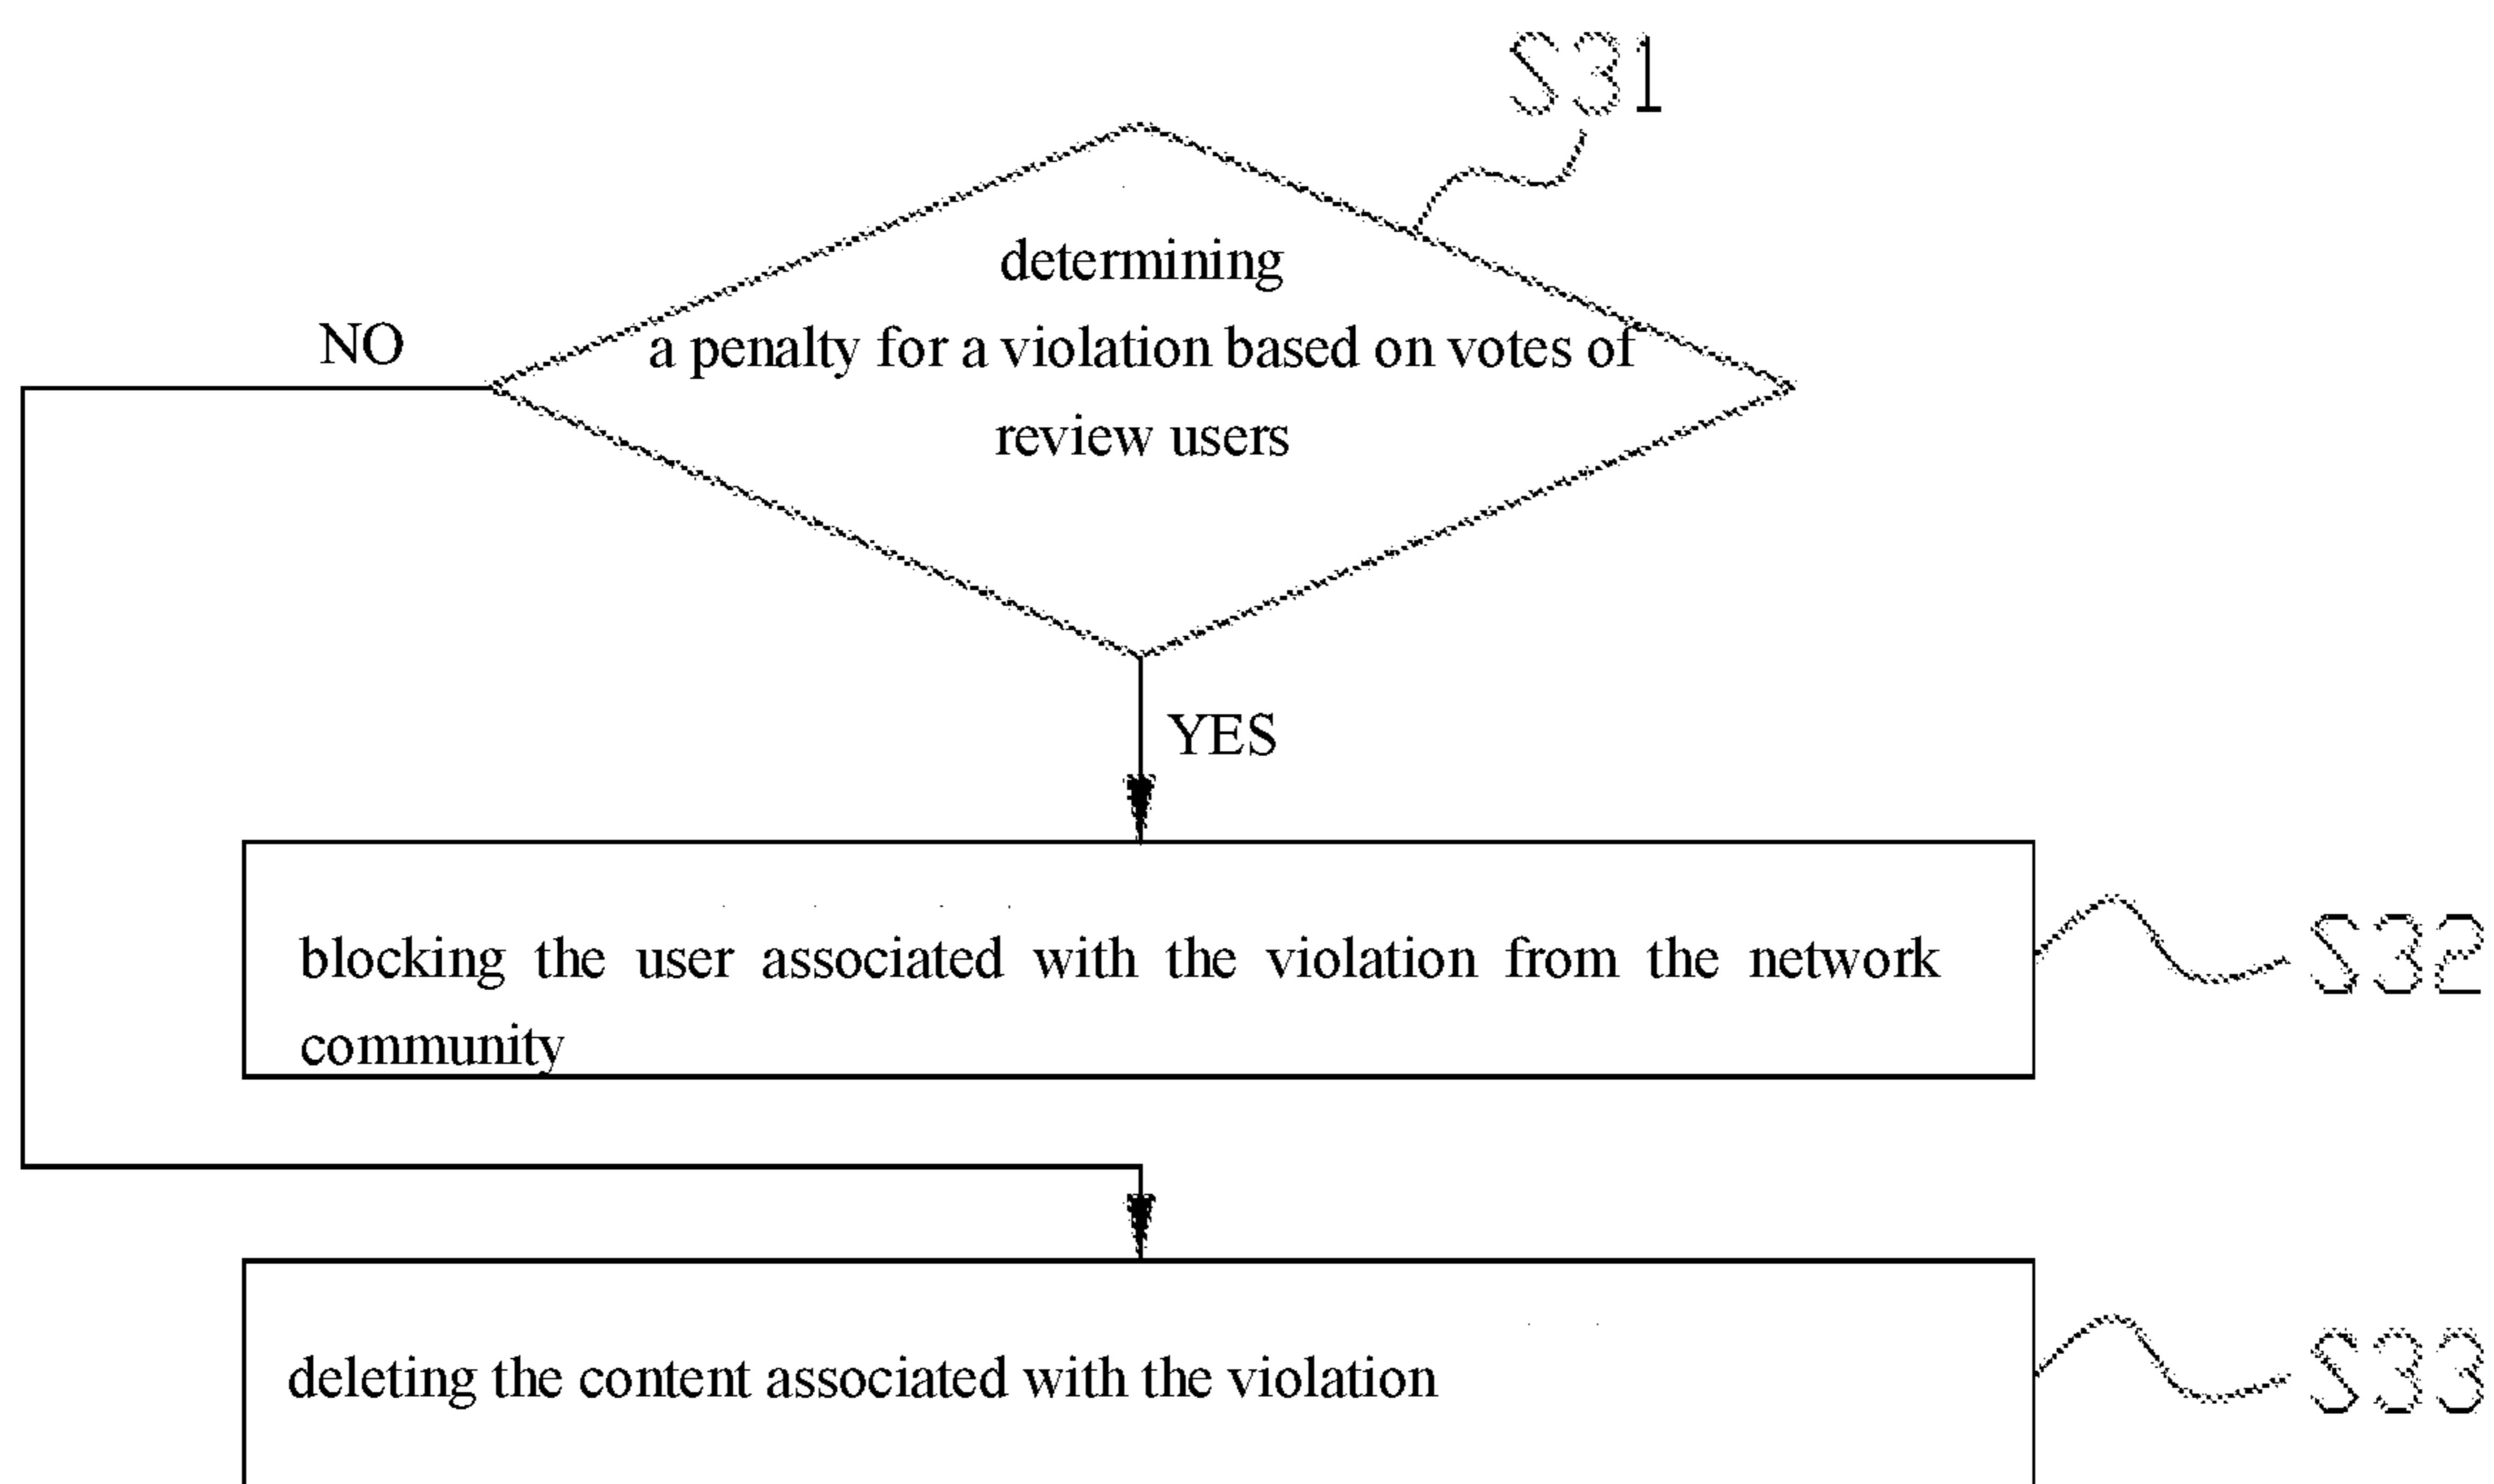 S31
determining
NO
a penalty for a violation based on votes of
review users
YES
blocking the user associated with the violation from the network
community
S32
deleting the content associated with the violation
S33